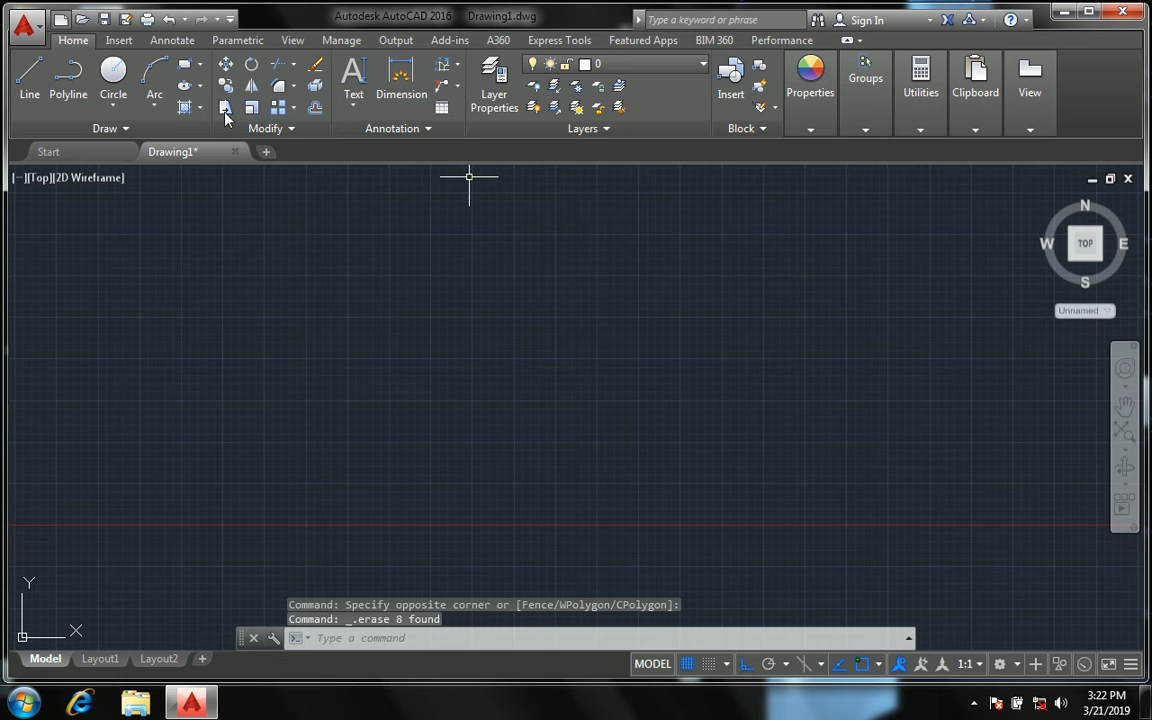 Autodesk AutoCAD 2016 Drawing1.dwg
Type a keyword or phrase
Sign In
Home Insert Annotate Parametric View Manage Output Add-ins A360 Express Tools Featured Apps BIM 360 Performance
0
Line Polyline Circle Arc
Text Dimension
Layer
Properties
Insert
Properties
Groups
Utilities
Clipboard
View
Draw Modify Annotation Layers Block
Start Drawing1*
[−][Top][2D Wireframe]
N
W TOP E
S
Unnamed
Y
X
Command: Specify opposite corner or [Fence/WPolygon/CPolygon]:
Command: _.erase 8 found
Type a command
Model Layout1 Layout2
MODEL 1:1
3:22 PM
3/21/2019